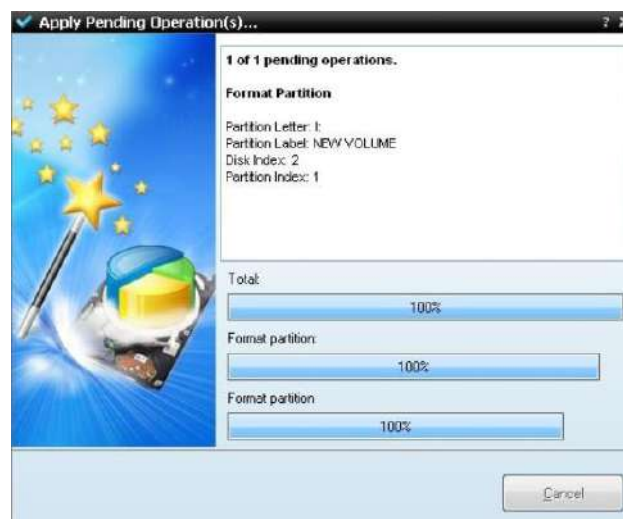 Apply Pending Operation(s)...
?
1 of 1 pending operations.
Format Partition
Partition Letter: I:
Partition Label: NEW VOLUME
Disk Index: 2
Partition Index: 1
Total:
100%
Format partition:
100%
Format partition
100%
Cancel